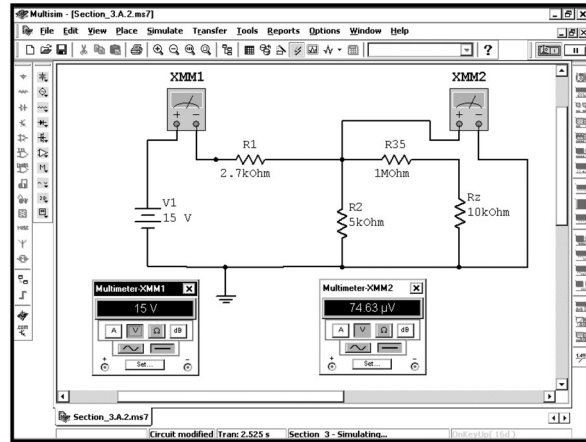 Multisim - [Section_3.A.2.ms7]
File Edit View Place Simulate Transfer Tools Reports Options Window Help
XMM1 XMM2
R1 R35
2.7kOhm 1MOhm
V1 R2 Rz
15 V 5kOhm 10kOhm
Multimeter-XMM1 Multimeter-XMM2
15 V 74.63 µV
A V Ω dB A V Ω dB
+ Set... − + Set... −
Section_3.A.2.ms7
Circuit modified Tran: 2.525 s Section 3 - Simulating...